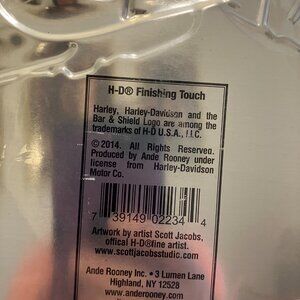 H-D® Finishing Touch
Harley, Harley-Davidson and the
Bar & Shield Logo are among the
trademarks of H-D U.S.A., LLC.
© 2014. All Rights Reserved.
Produced by Ande Rooney under
license from Harley-Davidson
Motor Co.
7 39149 02234 4
Artwork by artist Scott Jacobs,
offical H-D®fine artist.
www.scottjacobsstudio.com
Ande Rooney Inc. • 3 Lumen Lane
Highland, NY 12528
www.anderooney.com